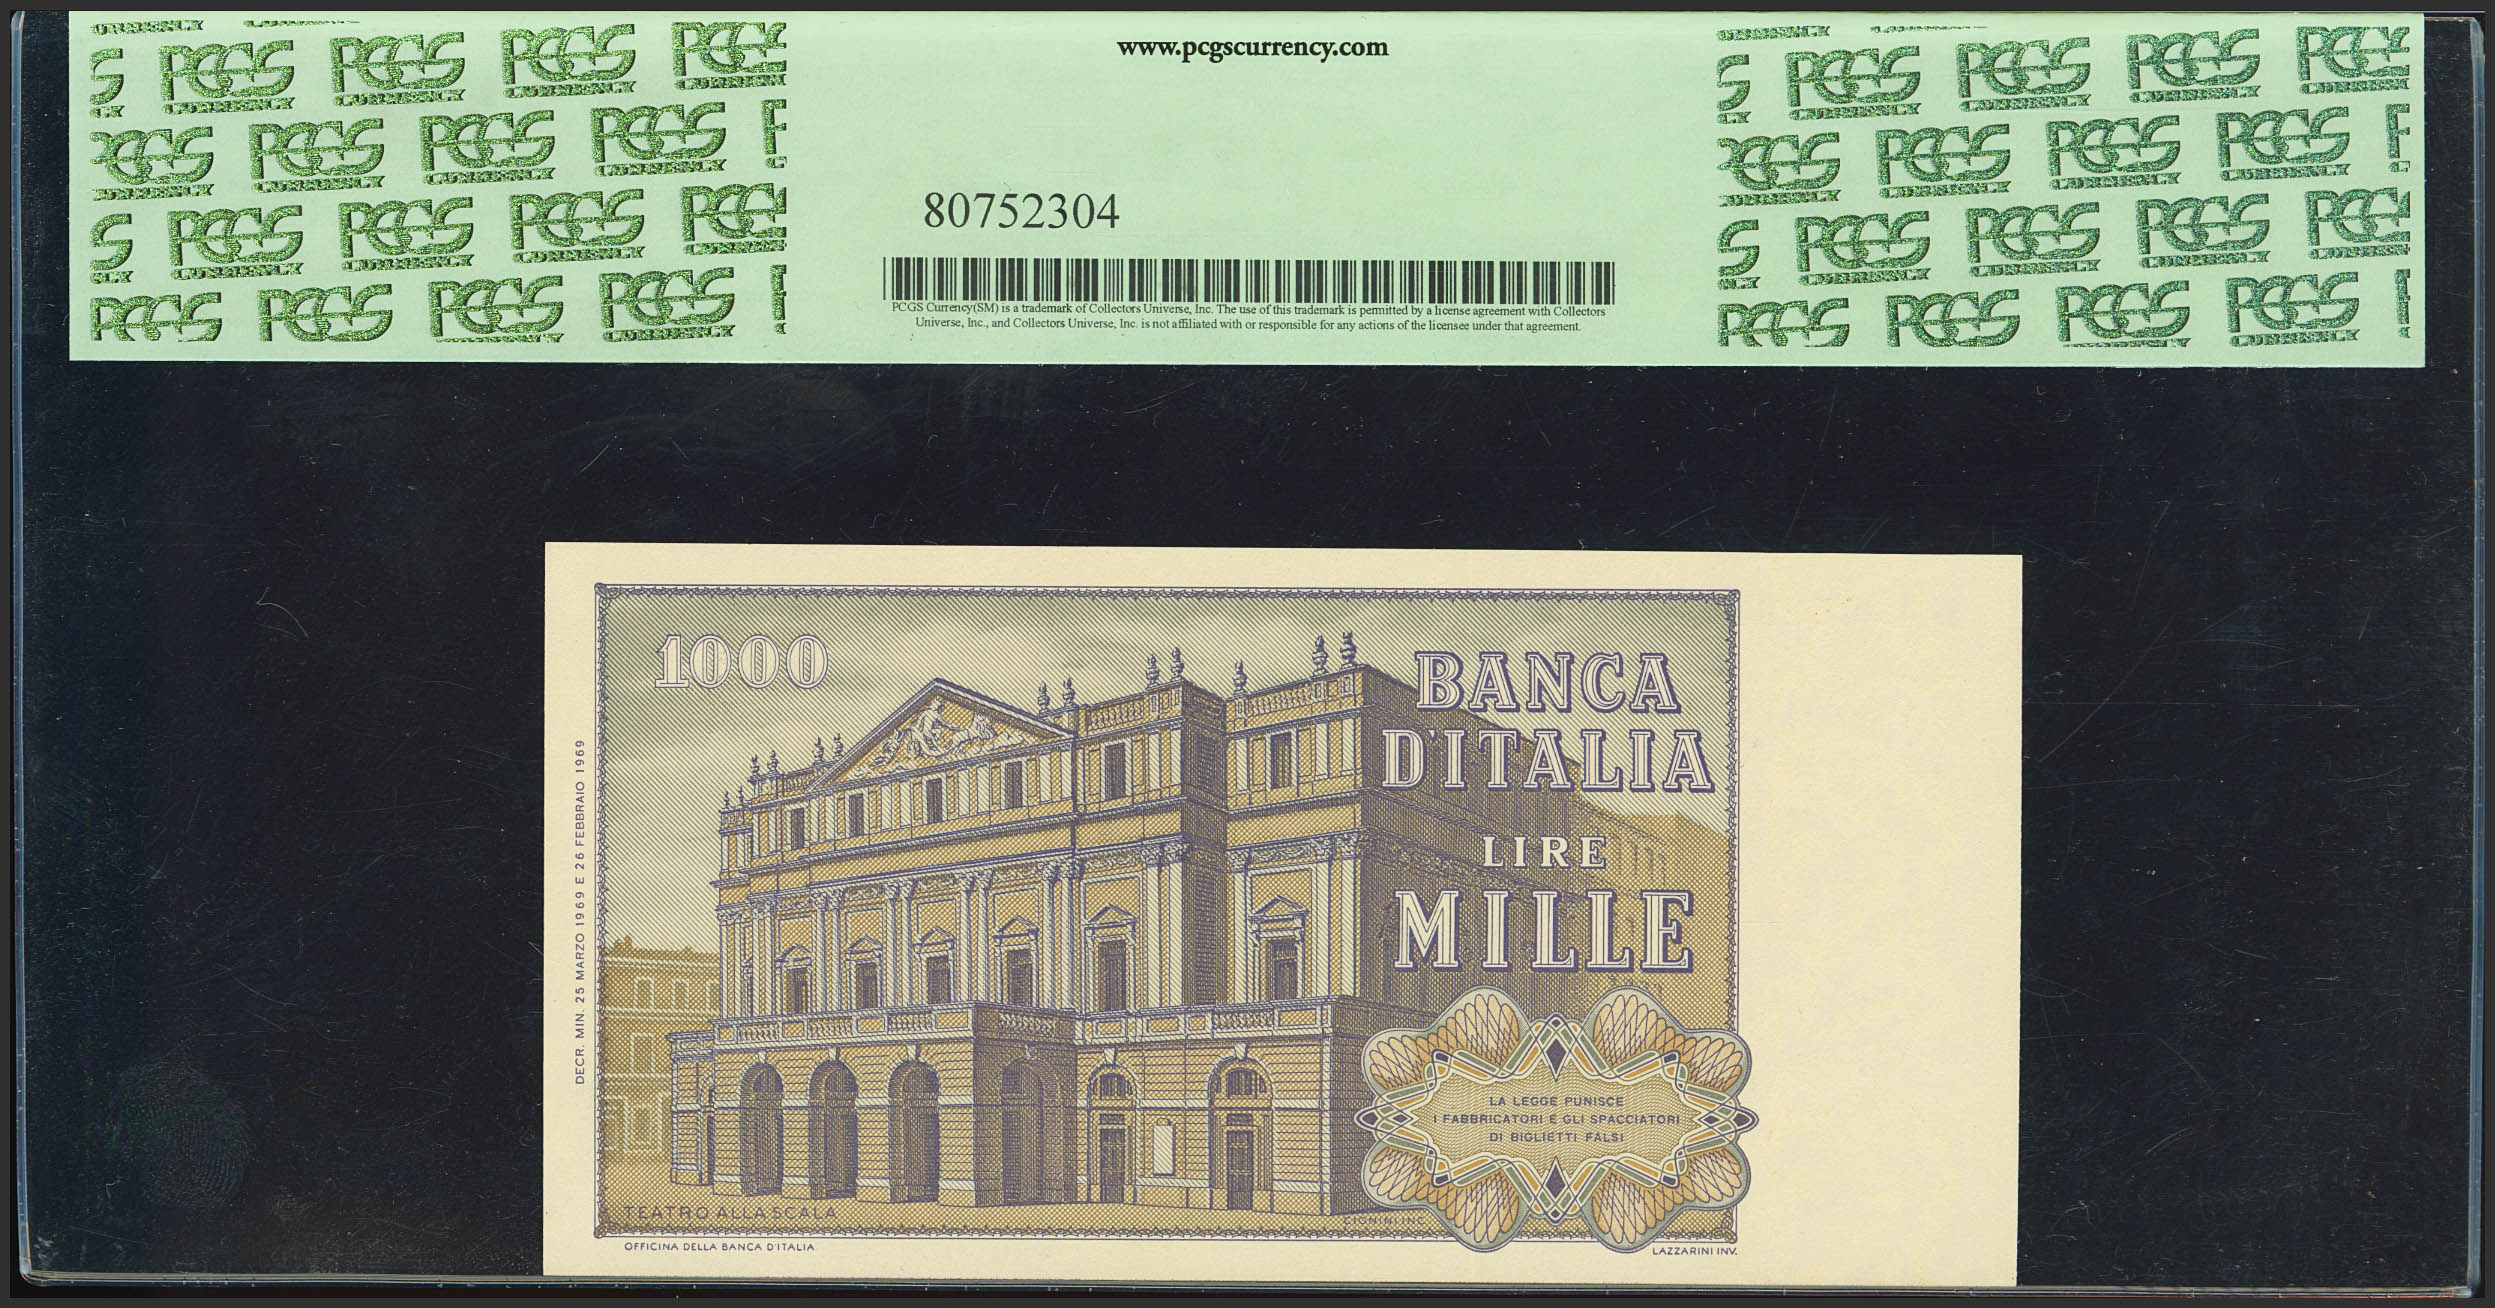 www.pcgscurrency.com
PCGS CURRENCY
80752304
PCGS Currency(SM) is a trademark of Collectors Universe, Inc. The use of this trademark is permitted by a license agreement with Collectors
Universe, Inc., and Collectors Universe, Inc. is not affiliated with or responsible for any actions of the licensee under that agreement.
1000
BANCA
D'ITALIA
LIRE
MILLE
DECR. MIN. 25 MARZO 1969 E 26 FEBBRAIO 1969
LA LEGGE PUNISCE
I FABBRICATORI E GLI SPACCIATORI
DI BIGLIETTI FALSI
TEATRO ALLA SCALA
CIONINI INC.
OFFICINA DELLA BANCA D'ITALIA
LAZZARINI INV.